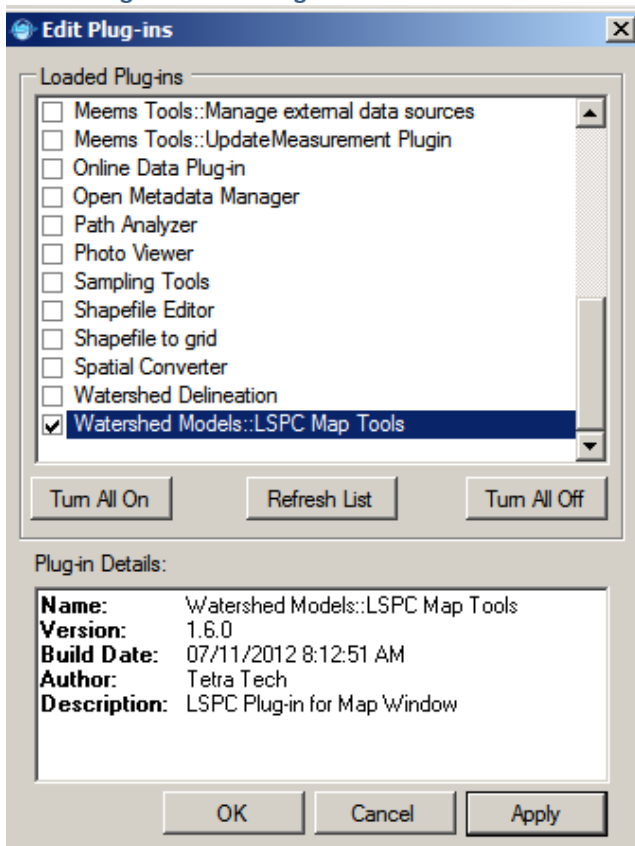 Edit Plug-ins
Loaded Plug-ins
Meems Tools::Manage external data sources
Meems Tools::UpdateMeasurement Plugin
Online Data Plug-in
Open Metadata Manager
Path Analyzer
Photo Viewer
Sampling Tools
Shapefile Editor
Shapefile to grid
Spatial Converter
Watershed Delineation
Watershed Models::LSPC Map Tools
Turn All On Refresh List Turn All Off
Plug-in Details:
Name: Watershed Models::LSPC Map Tools
Version: 1.6.0
Build Date: 07/11/2012 8:12:51 AM
Author: Tetra Tech
Description: LSPC Plug-in for Map Window
OK Cancel Apply